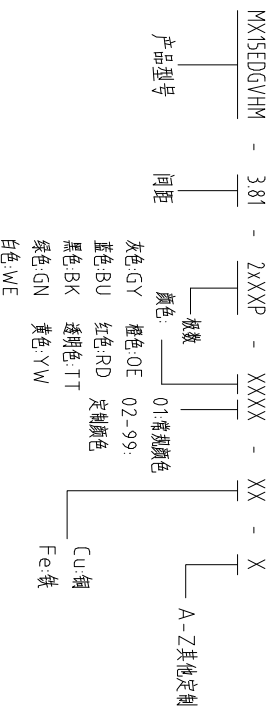 MX15EDGVHM - 3.81 - 2xXXP - XXXX - XX - X
产品型号
间距
极数
颜色:
灰色:GY 橙色:OE
蓝色:BU 红色:RD
黑色:BK 透明色:TT
绿色:GN 黄色:YW
白色:WE
01:常规颜色
02-99:
定制颜色
Cu:铜
Fe:铁
A-Z其他定制